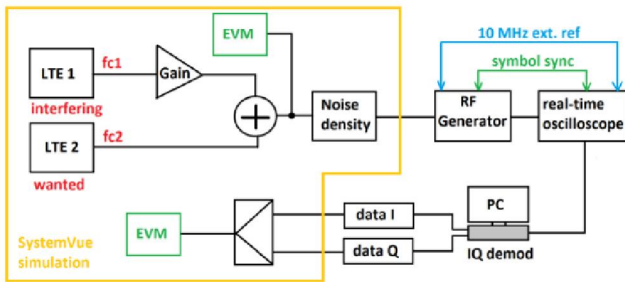 EVM
10 MHz ext. ref
LTE 1
fc1
Gain
symbol sync
interfering
Noise
density
RF
Generator
real-time
oscilloscope
LTE 2
fc2
wanted
PC
data I
EVM
data Q
IQ demod
SystemVue
simulation